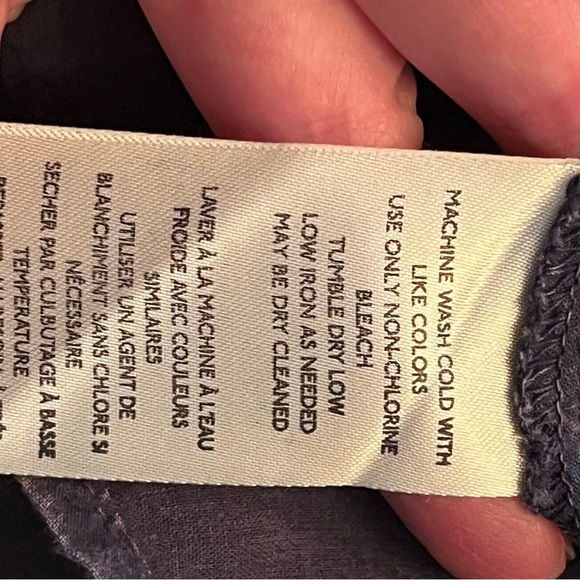 MACHINE WASH COLD WITH
LIKE COLORS
USE ONLY NON-CHLORINE
BLEACH
TUMBLE DRY LOW
LOW IRON AS NEEDED
MAY BE DRY CLEANED
LAVER À LA MACHINE À L'EAU
FROIDE AVEC COULEURS
SIMILAIRES
UTILISER UN AGENT DE
BLANCHIMENT SANS CHLORE SI
NÉCESSAIRE
SÉCHER PAR CULBUTAGE À BASSE
TEMPÉRATURE